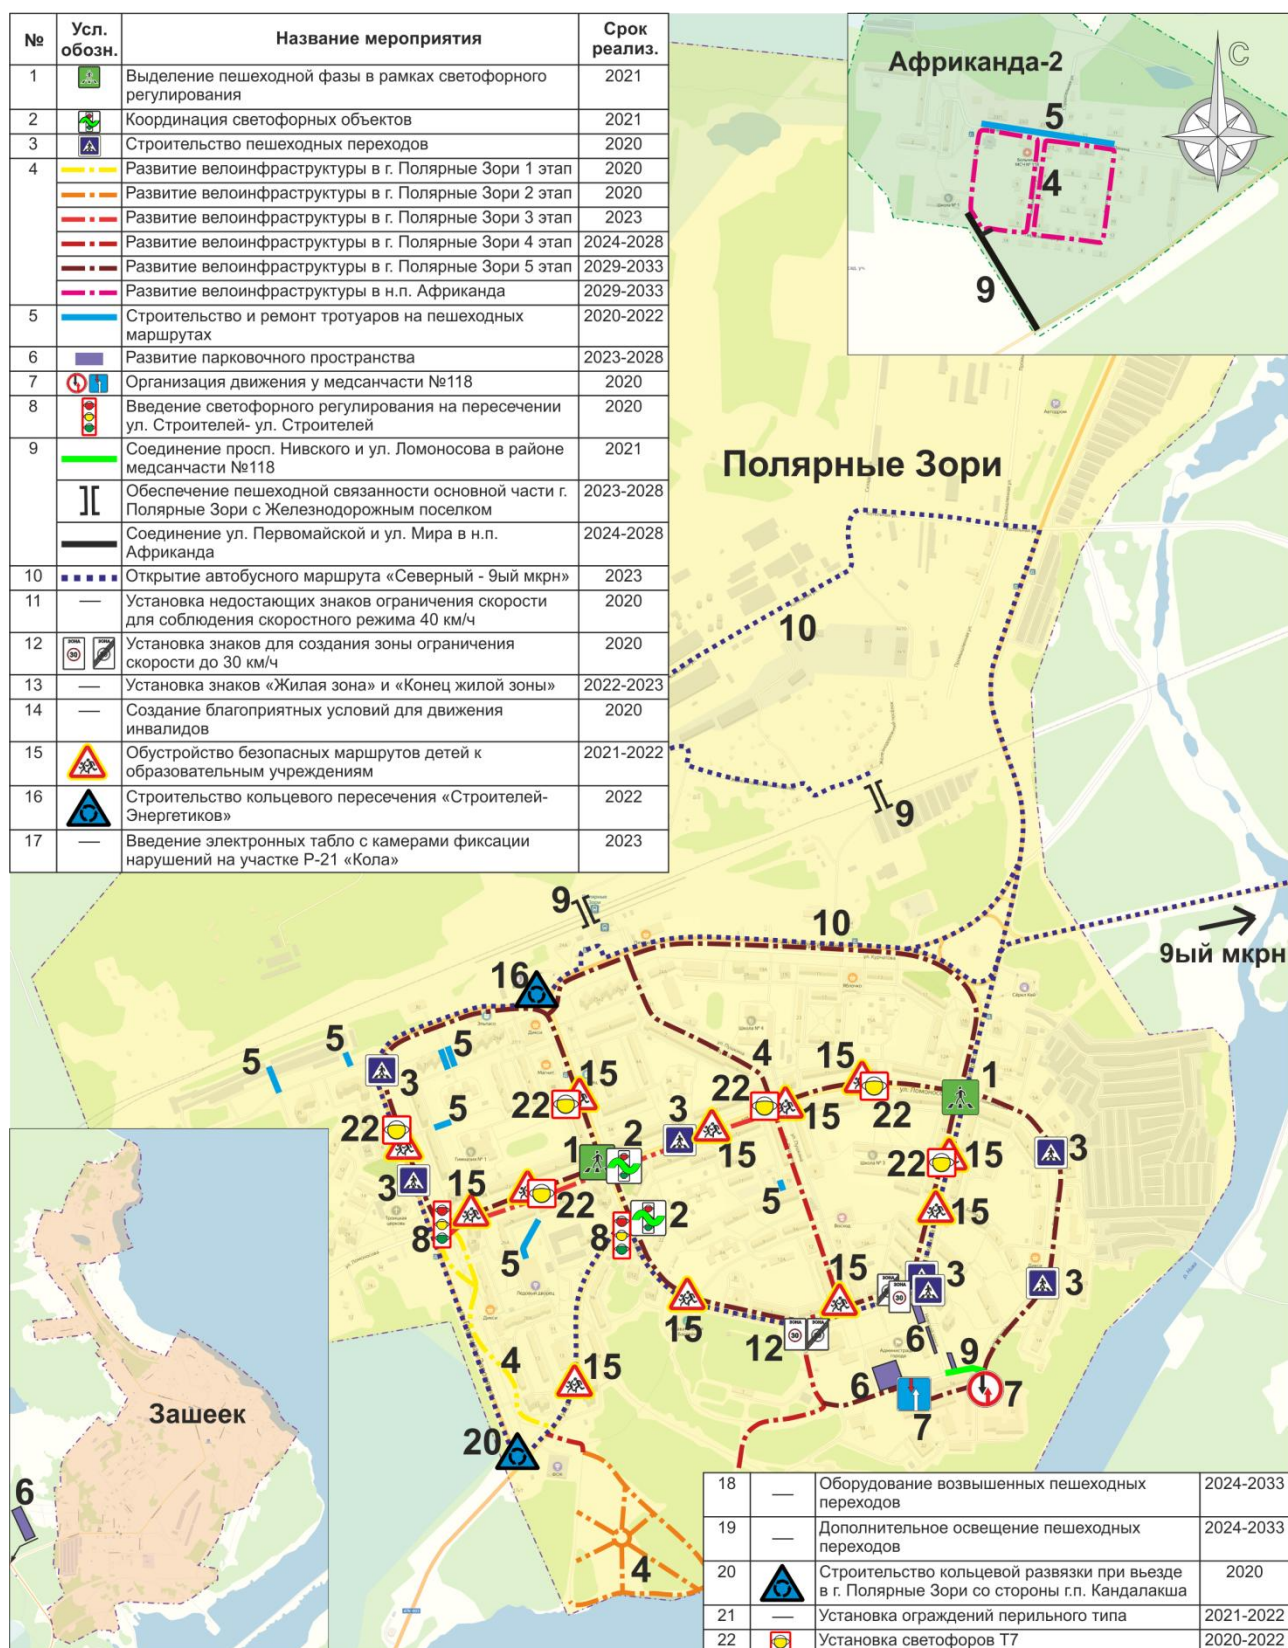 № Усл. обозн. Название мероприятия Срок реализ.
1 Выделение пешеходной фазы в рамках светофорного 2021
регулирования
2 Координация светофорных объектов 2021
3 Строительство пешеходных переходов 2020
4 Развитие велоинфраструктуры в г. Полярные Зори 1 этап 2020
Развитие велоинфраструктуры в г. Полярные Зори 2 этап 2020
Развитие велоинфраструктуры в г. Полярные Зори 3 этап 2023
Развитие велоинфраструктуры в г. Полярные Зори 4 этап 2024-2028
Развитие велоинфраструктуры в г. Полярные Зори 5 этап 2029-2033
Развитие велоинфраструктуры в н.п. Африканда 2029-2033
5 Строительство и ремонт тротуаров на пешеходных 2020-2022
маршрутах
6 Развитие парковочного пространства 2023-2028
7 Организация движения у медсанчасти №118 2020
8 Введение светофорного регулирования на пересечении 2020
ул. Строителей- ул. Строителей
9 Соединение просп. Нивского и ул. Ломоносова в районе 2021
медсанчасти №118
Обеспечение пешеходной связанности основной части г. 2023-2028
Полярные Зори с Железнодорожным поселком
Соединение ул. Первомайской и ул. Мира в н.п. 2024-2028
Африканда
10 Открытие автобусного маршрута «Северный - 9ый мкрн» 2023
11 — Установка недостающих знаков ограничения скорости 2020
для соблюдения скоростного режима 40 км/ч
12 Установка знаков для создания зоны ограничения 2020
скорости до 30 км/ч
13 — Установка знаков «Жилая зона» и «Конец жилой зоны» 2022-2023
14 — Создание благоприятных условий для движения 2020
инвалидов
15 Обустройство безопасных маршрутов детей к 2021-2022
образовательным учреждениям
16 Строительство кольцевого пересечения «Строителей- 2022
Энергетиков»
17 — Введение электронных табло с камерами фиксации 2023
нарушений на участке Р-21 «Кола»
Африканда-2
С
5
4
9
Полярные Зори
10
9
9
10
9ый мкрн
16
5 5 5
3
15
4
15
1
22
22
22
22
5
3
15
15
1
2
3
3
15
22
15
22
5
15
8
5
8
2
15
3
3
15
12
6
9
4
15
6
7
7
20
4
Зашеек
6
18 — Оборудование возвышенных пешеходных 2024-2033
переходов
19 — Дополнительное освещение пешеходных 2024-2033
переходов
20 Строительство кольцевой развязки при вьезде 2020
в г. Полярные Зори со стороны г.п. Кандалакша
21 — Установка ограждений перильного типа 2021-2022
22 Установка светофоров Т7 2020-2022